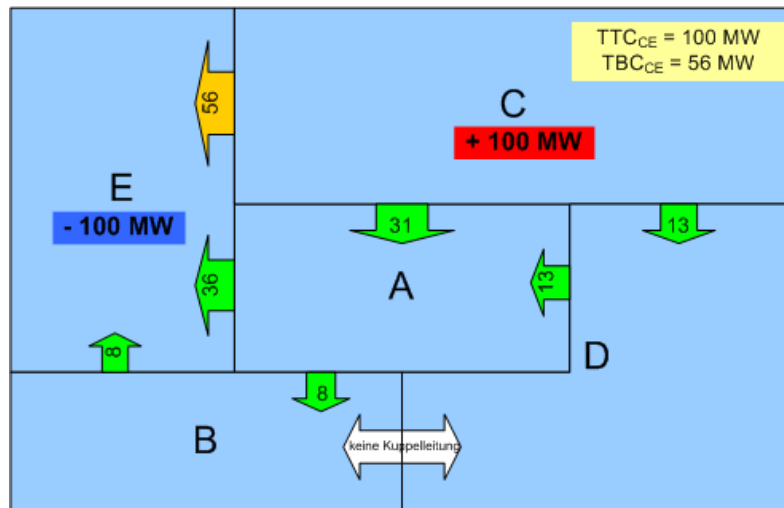 TTCCE = 100 MW
TBCCE = 56 MW
56
C
+ 100 MW
E
- 100 MW
31
13
36
A
13
D
8
8
B
keine Kuppelleitung